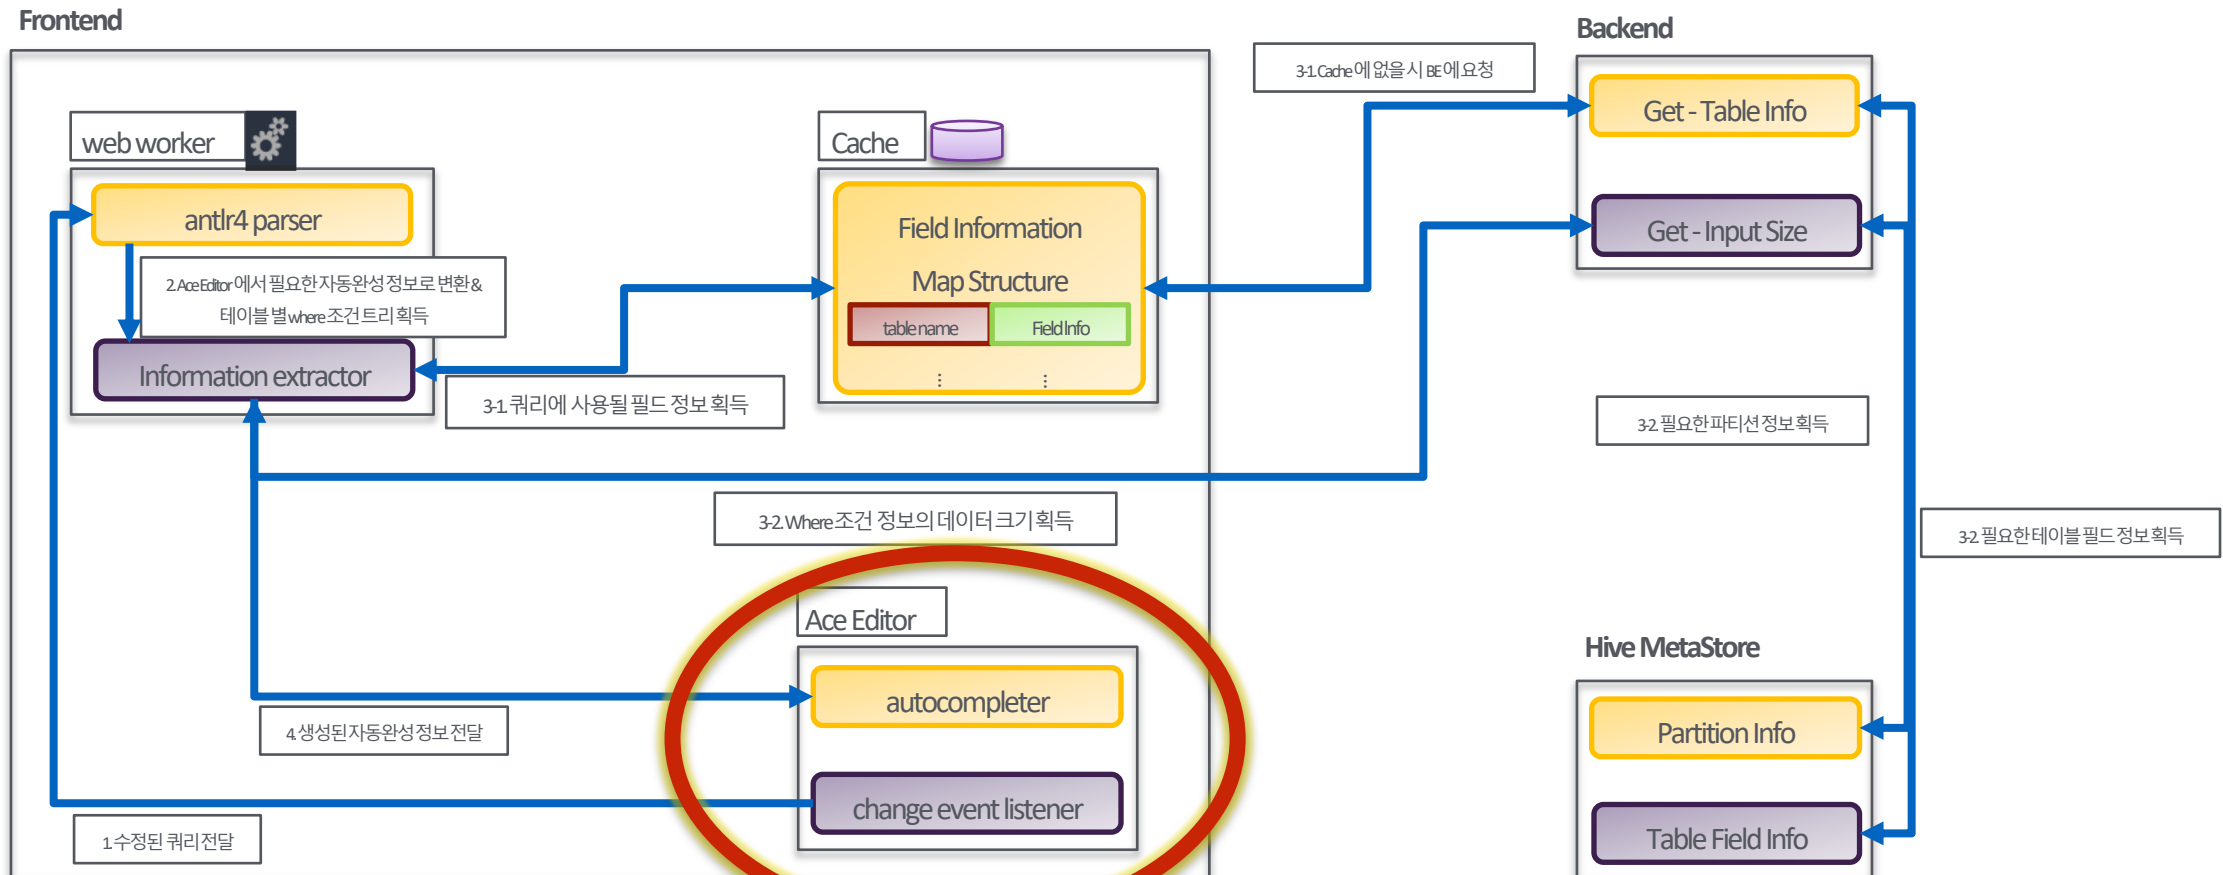 Frontend
Backend
3-1. Cache에 없을 시 BE에 요청
Get - Table Info
web worker
Cache
antlr4 parser
Field Information
Map Structure
table name
Field Info
⋮
⋮
Get - Input Size
2. Ace Editor에서 필요한 자동완성 정보로 변환 &
테이블 별 where 조건 트리 획득
Information extractor
3-1. 쿼리에 사용될 필드 정보 획득
3-2. 필요한 파티션 정보 획득
3-2. Where 조건 정보의 데이터 크기 획득
3-2. 필요한 테이블 필드 정보 획득
Ace Editor
autocompleter
4. 생성된 자동완성 정보 전달
change event listener
1. 수정된 쿼리 전달
Hive MetaStore
Partition Info
Table Field Info